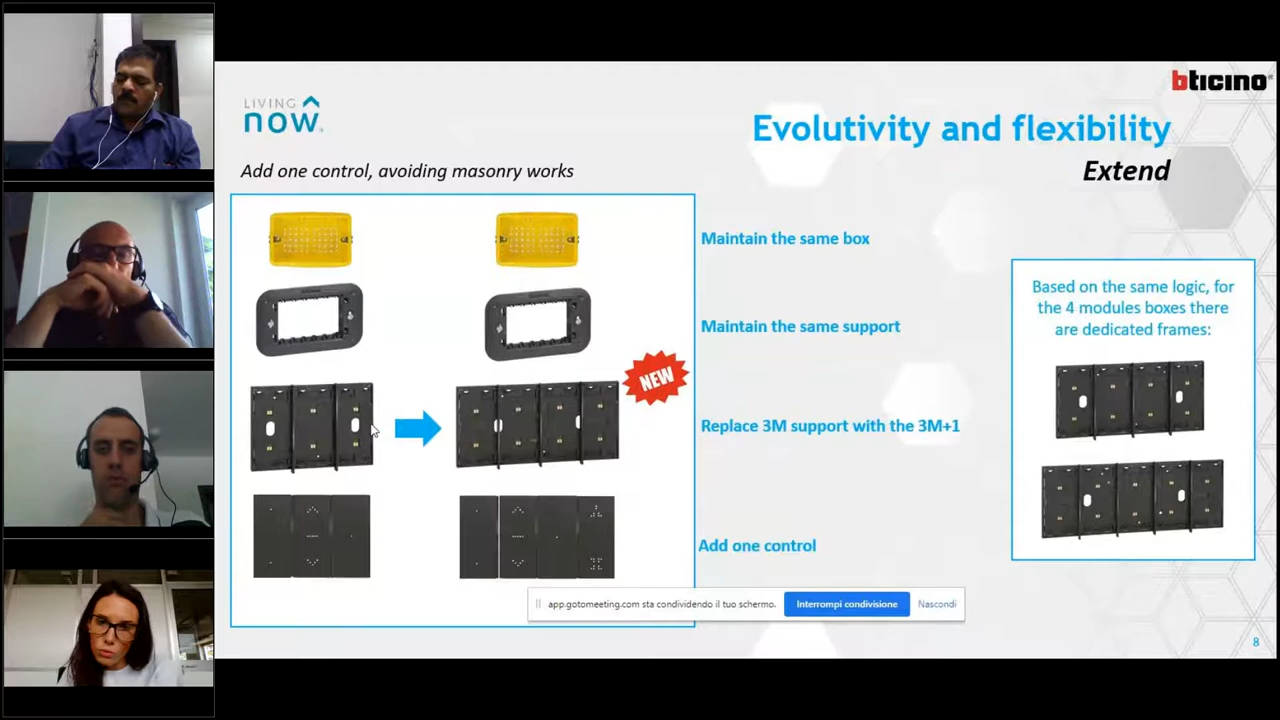 bticino
LIVING
now
Evolutivity and flexibility
Extend
Add one control, avoiding masonry works
Maintain the same box
Maintain the same support
NEW
Replace 3M support with the 3M+1
Add one control
Based on the same logic, for
the 4 modules boxes there
are dedicated frames:
app.gotomeeting.com sta condividendo il tuo schermo.
Interrompi condivisione
Nascondi
8